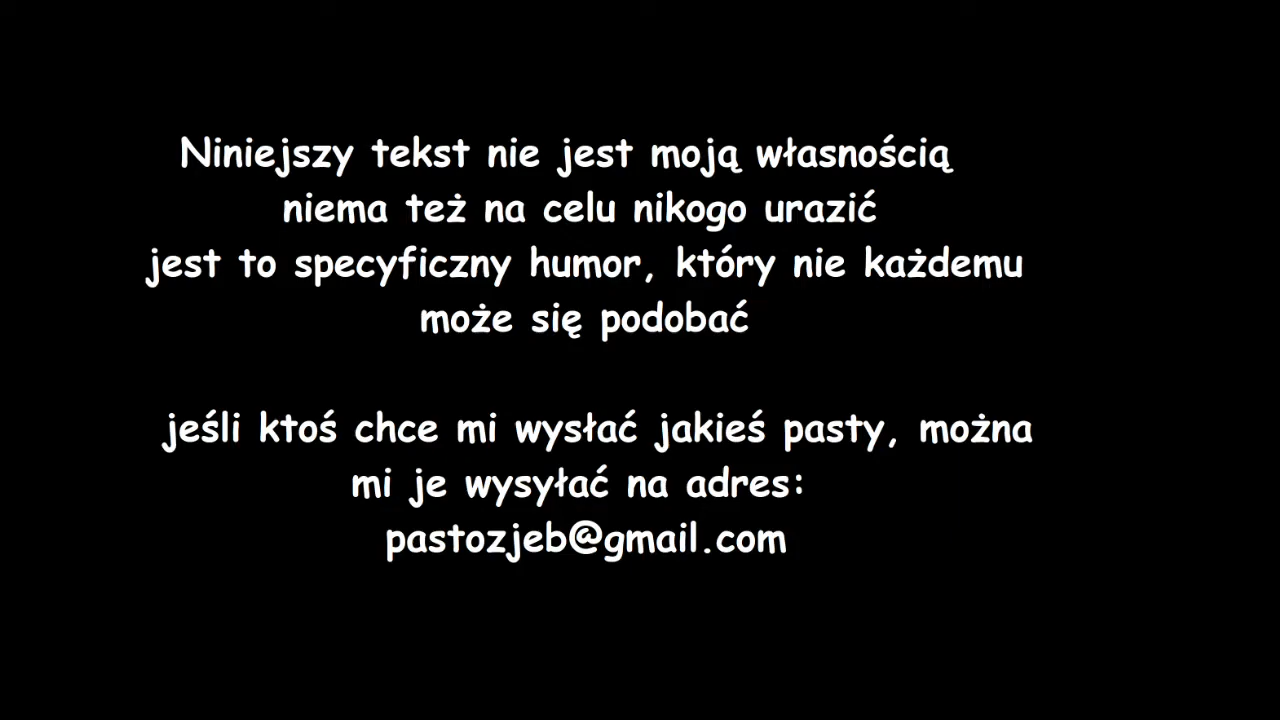 Niniejszy tekst nie jest moją własnością
niema też na celu nikogo urazić
jest to specyficzny humor, który nie każdemu
może się podobać
jeśli ktoś chce mi wysłać jakieś pasty, można
mi je wysyłać na adres:
pastozjeb@gmail.com